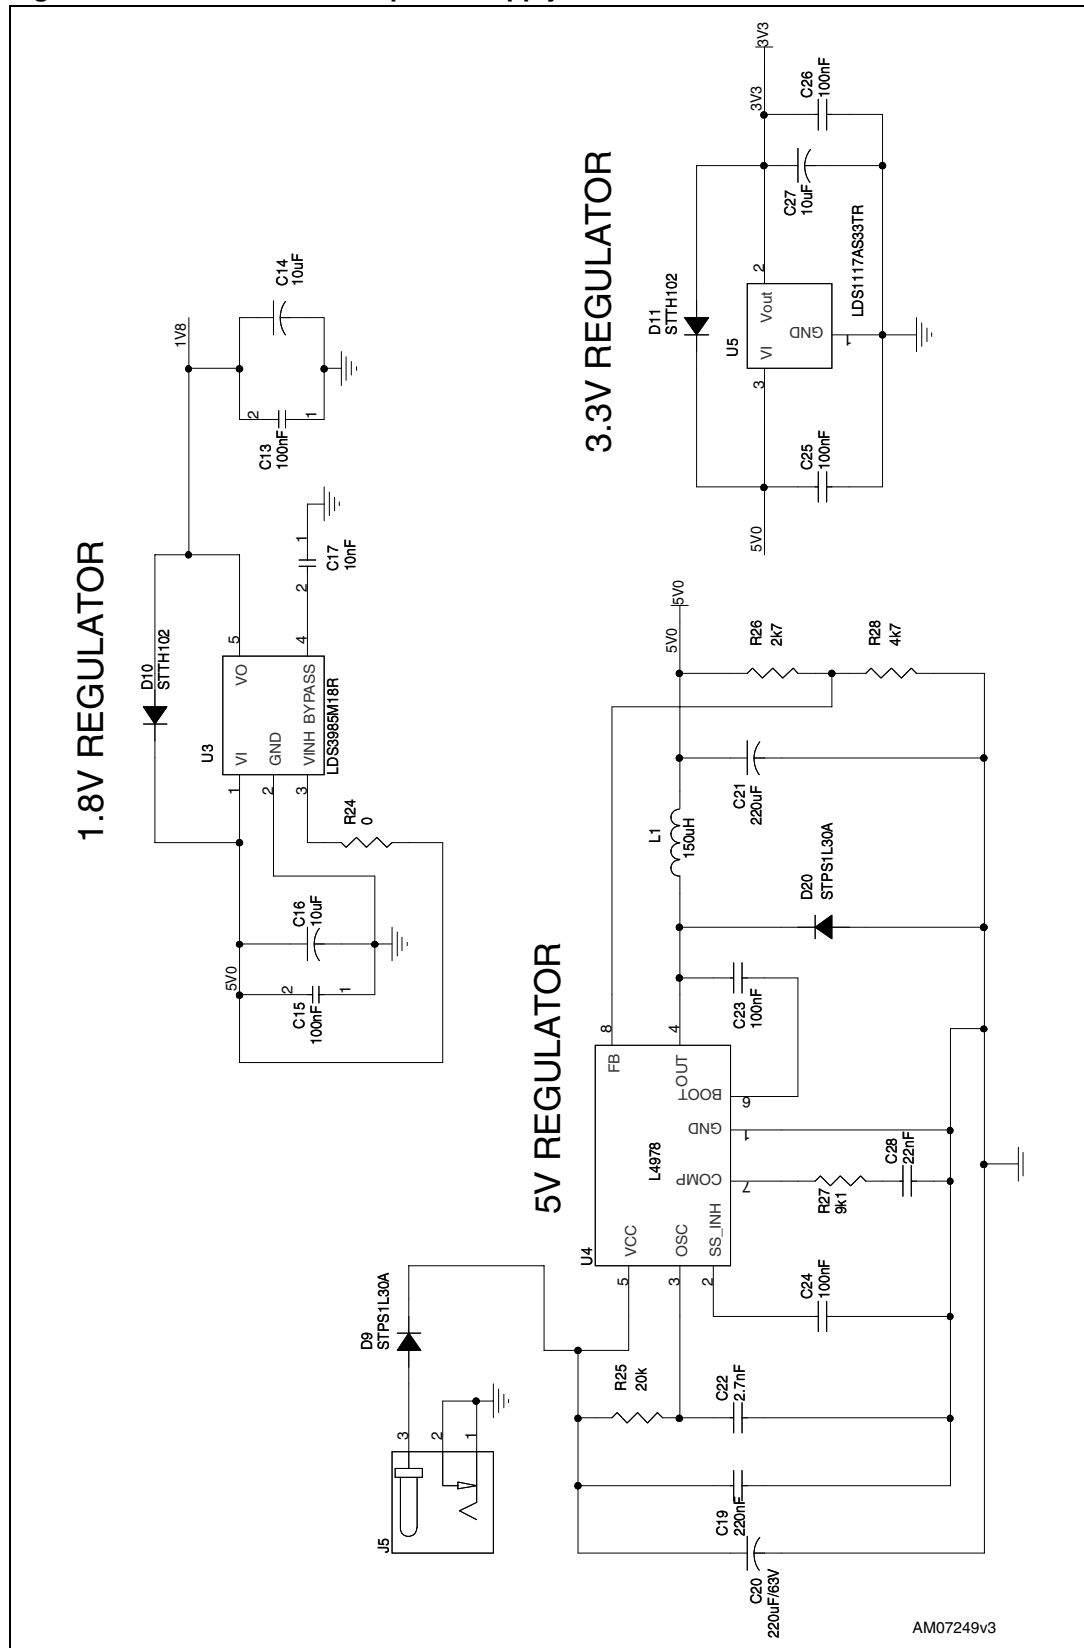 1.8V REGULATOR
D10
STTH102
U3
VI
VO
GND
VINH
BYPASS
LDS3985M18R
1
2
3
4
5
R24
0
5V0
C16
10uF
C15
100nF
2
1
C17
10nF
2
1
1V8
C13
100nF
2
1
C14
10uF
3.3V REGULATOR
D11
STTH102
U5
VI
Vout
GND
LDS1117AS33TR
3
2
1
5V0
C25
100nF
C27
10uF
C26
100nF
3V3
3V3
5V REGULATOR
J5
3
2
1
D9
STPS1L30A
U4
L4978
VCC
OSC
SS_INH
COMP
GND
BOOT
OUT
FB
5
3
2
7
1
6
4
8
R25
20k
C22
2.7nF
C19
220nF
C20
220uF/63V
C24
100nF
R27
9k1
C28
22nF
C23
100nF
D20
STPS1L30A
L1
150uH
C21
220uF
R26
2k7
R28
4k7
5V0
5V0
AM07249v3